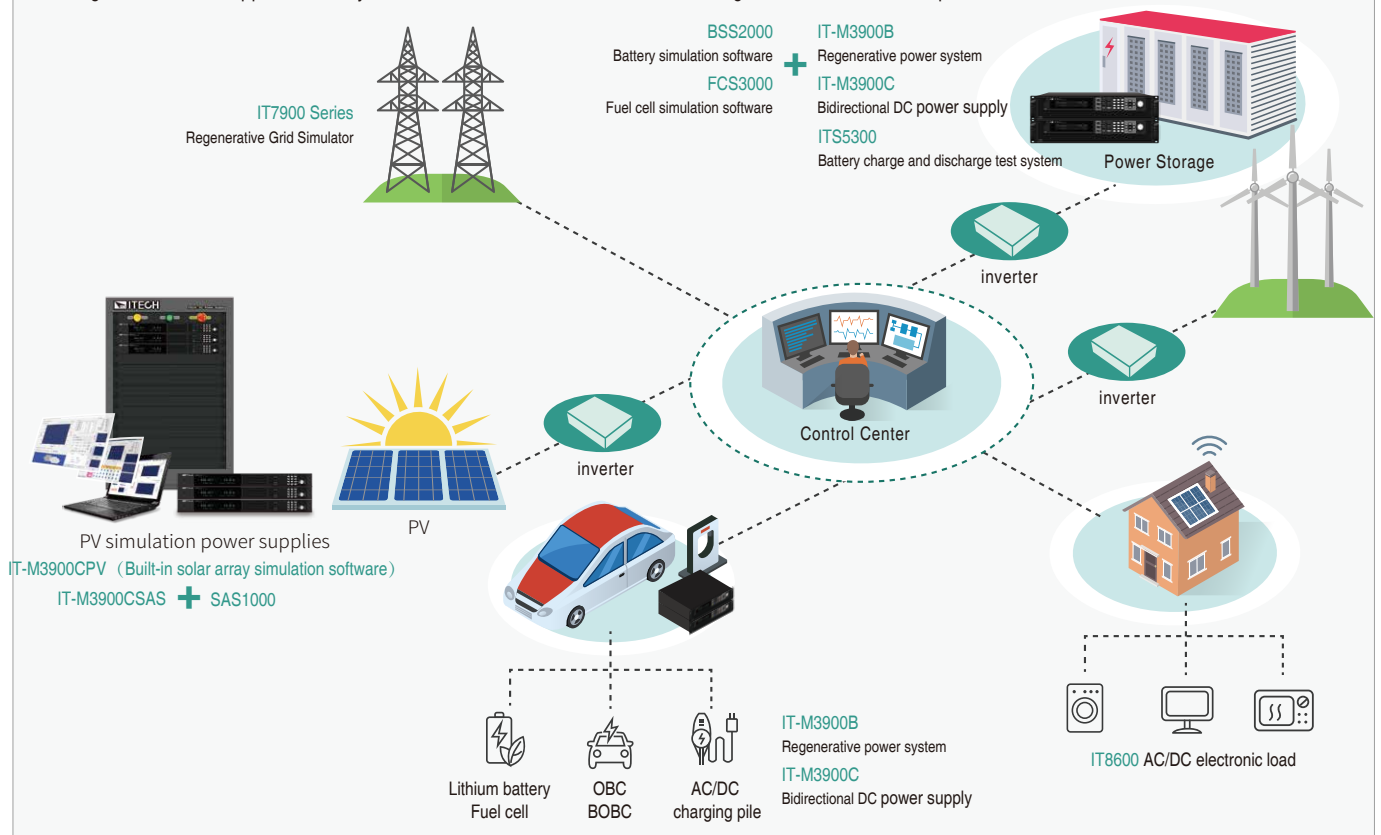 BSS2000
Battery simulation software
FCS3000
Fuel cell simulation software
+
IT-M3900B
Regenerative power system
IT-M3900C
Bidirectional DC power supply
ITS5300
Battery charge and discharge test system
Power Storage
IT7900 Series
Regenerative Grid Simulator
inverter
ITECH
inverter
Control Center
inverter
PV
PV simulation power supplies
IT-M3900CPV（Built-in solar array simulation software）
IT-M3900CSAS + SAS1000
Lithium battery
Fuel cell
OBC
BOBC
AC/DC
charging pile
IT-M3900B
Regenerative power system
IT-M3900C
Bidirectional DC power supply
IT8600 AC/DC electronic load